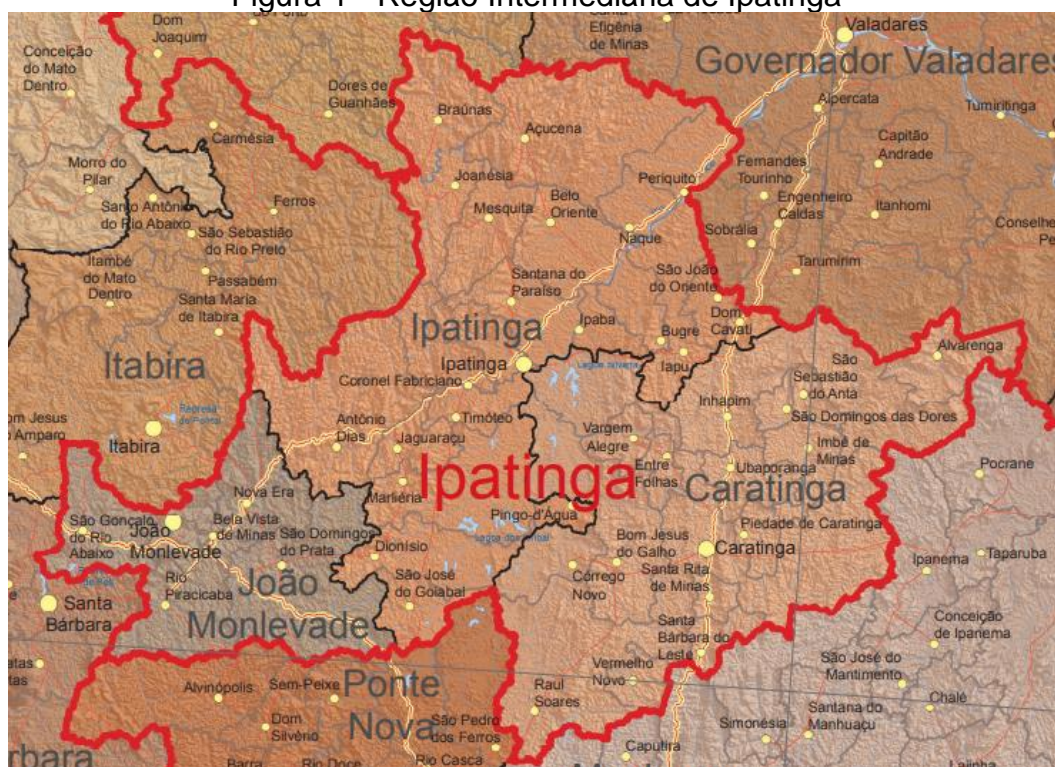 Figura 1 - Região Intermediária de Ipatinga
Dom
Joaquim
Efigênia
de Minas
Valadares
Conceição
do Mato
Dentro
Governador Valadares
Dores de
Guanhães
Braúnas
Açucena
Alpercata
Tumiritinga
Carmésia
Capitão
Andrade
Morro do
Pilar
Joanésia
Periquito
Fernandes
Tourinho
Santo Antônio
do Rio Abaixo
Ferros
Mesquita
Belo
Oriente
Engenheiro
Caldas
Itanhomi
São Sebastião
do Rio Preto
Naque
Sobrália
Itambé
do Mato
Dentro
Passabém
Santana do
Paraíso
São João
do Oriente
Tarumirim
Santa Maria
de Itabira
Ipatinga
Ipaba
Bugre
Dom
Cavati
Itabira
Ipatinga
Iapu
Alvarenga
Coronel Fabriciano
São
Sebastião
do Anta
Inhapim
Antônio
Dias
Timóteo
São Domingos das Dores
Itabira
Jaguaraçu
Vargem
Alegre
Imbé de
Minas
Ipatinga
Entre
Folhas
Ubaporanga
Pocrane
Marliéria
Caratinga
Nova Era
Pingo-d'Água
São Gonçalo
do Rio
Abaixo
João
Monlevade
Bela Vista
de Minas
São Domingos
do Prata
Piedade de Caratinga
Dionísio
Bom Jesus
do Galho
Caratinga
Ipanema
Taparuba
Rio
Piracicaba
João
Monlevade
São José
do Goiabal
Córrego
Novo
Santa Rita
de Minas
Santa
Bárbara
Conceição
de Ipanema
Santa
Bárbara do
Leste
São José do
Mantimento
Vermelho
Novo
Alvinópolis
Sem-Peixe
Ponte
Nova
Raul
Soares
Chalé
Dom
Silvério
São Pedro
dos Ferros
Simonésia
Santana do
Manhuaçu
Caputira
Barra
Rio Doce
Rio Casca
Lajinha